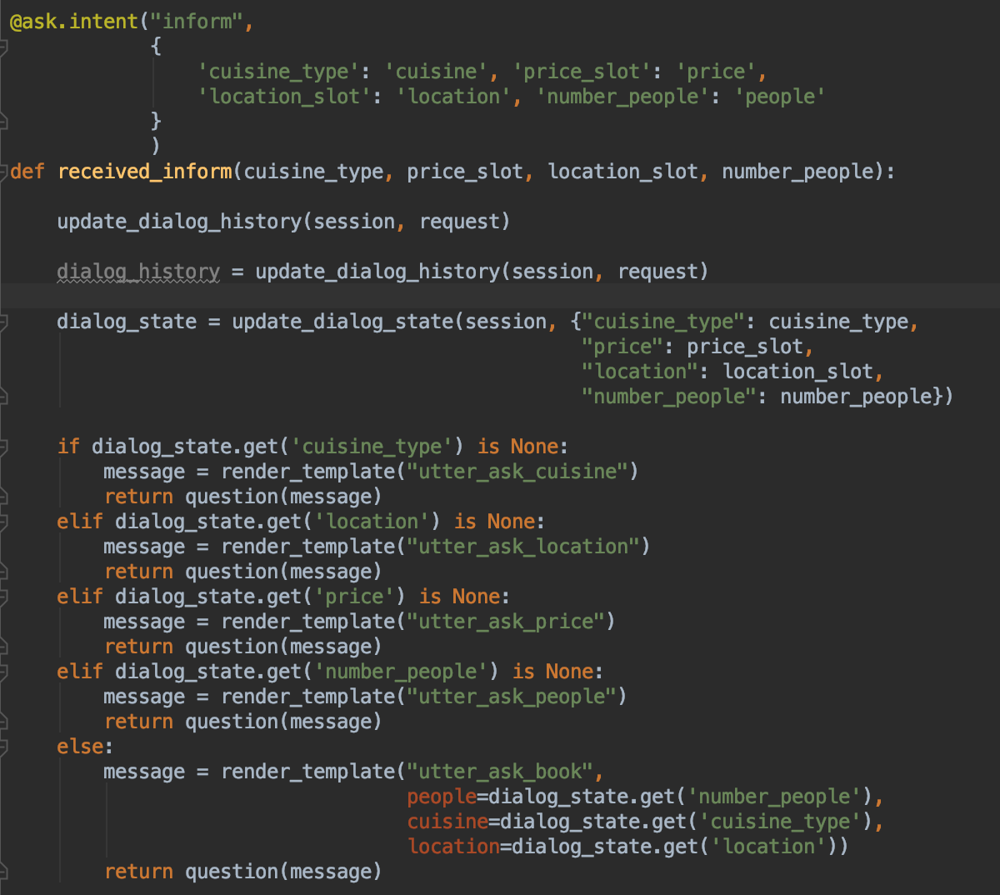 @ask.intent("inform",
{
'cuisine_type': 'cuisine', 'price_slot': 'price',
'location_slot': 'location', 'number_people': 'people'
}
)
def received_inform(cuisine_type, price_slot, location_slot, number_people):
update_dialog_history(session, request)
dialog_history = update_dialog_history(session, request)
dialog_state = update_dialog_state(session, {"cuisine_type": cuisine_type,
"price": price_slot,
"location": location_slot,
"number_people": number_people})
if dialog_state.get('cuisine_type') is None:
message = render_template("utter_ask_cuisine")
return question(message)
elif dialog_state.get('location') is None:
message = render_template("utter_ask_location")
return question(message)
elif dialog_state.get('price') is None:
message = render_template("utter_ask_price")
return question(message)
elif dialog_state.get('number_people') is None:
message = render_template("utter_ask_people")
return question(message)
else:
message = render_template("utter_ask_book",
people=dialog_state.get('number_people'),
cuisine=dialog_state.get('cuisine_type'),
location=dialog_state.get('location'))
return question(message)